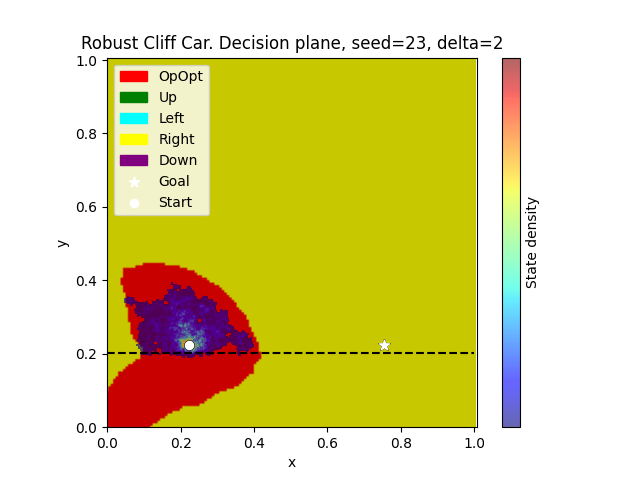 Robust Cliff Car. Decision plane, seed=23, delta=2
1.0
0.8
0.6
0.4
0.2
0.0
y
OpOpt
Up
Left
Right
Down
Goal
Start
0.0 0.2 0.4 0.6 0.8 1.0
x
State density